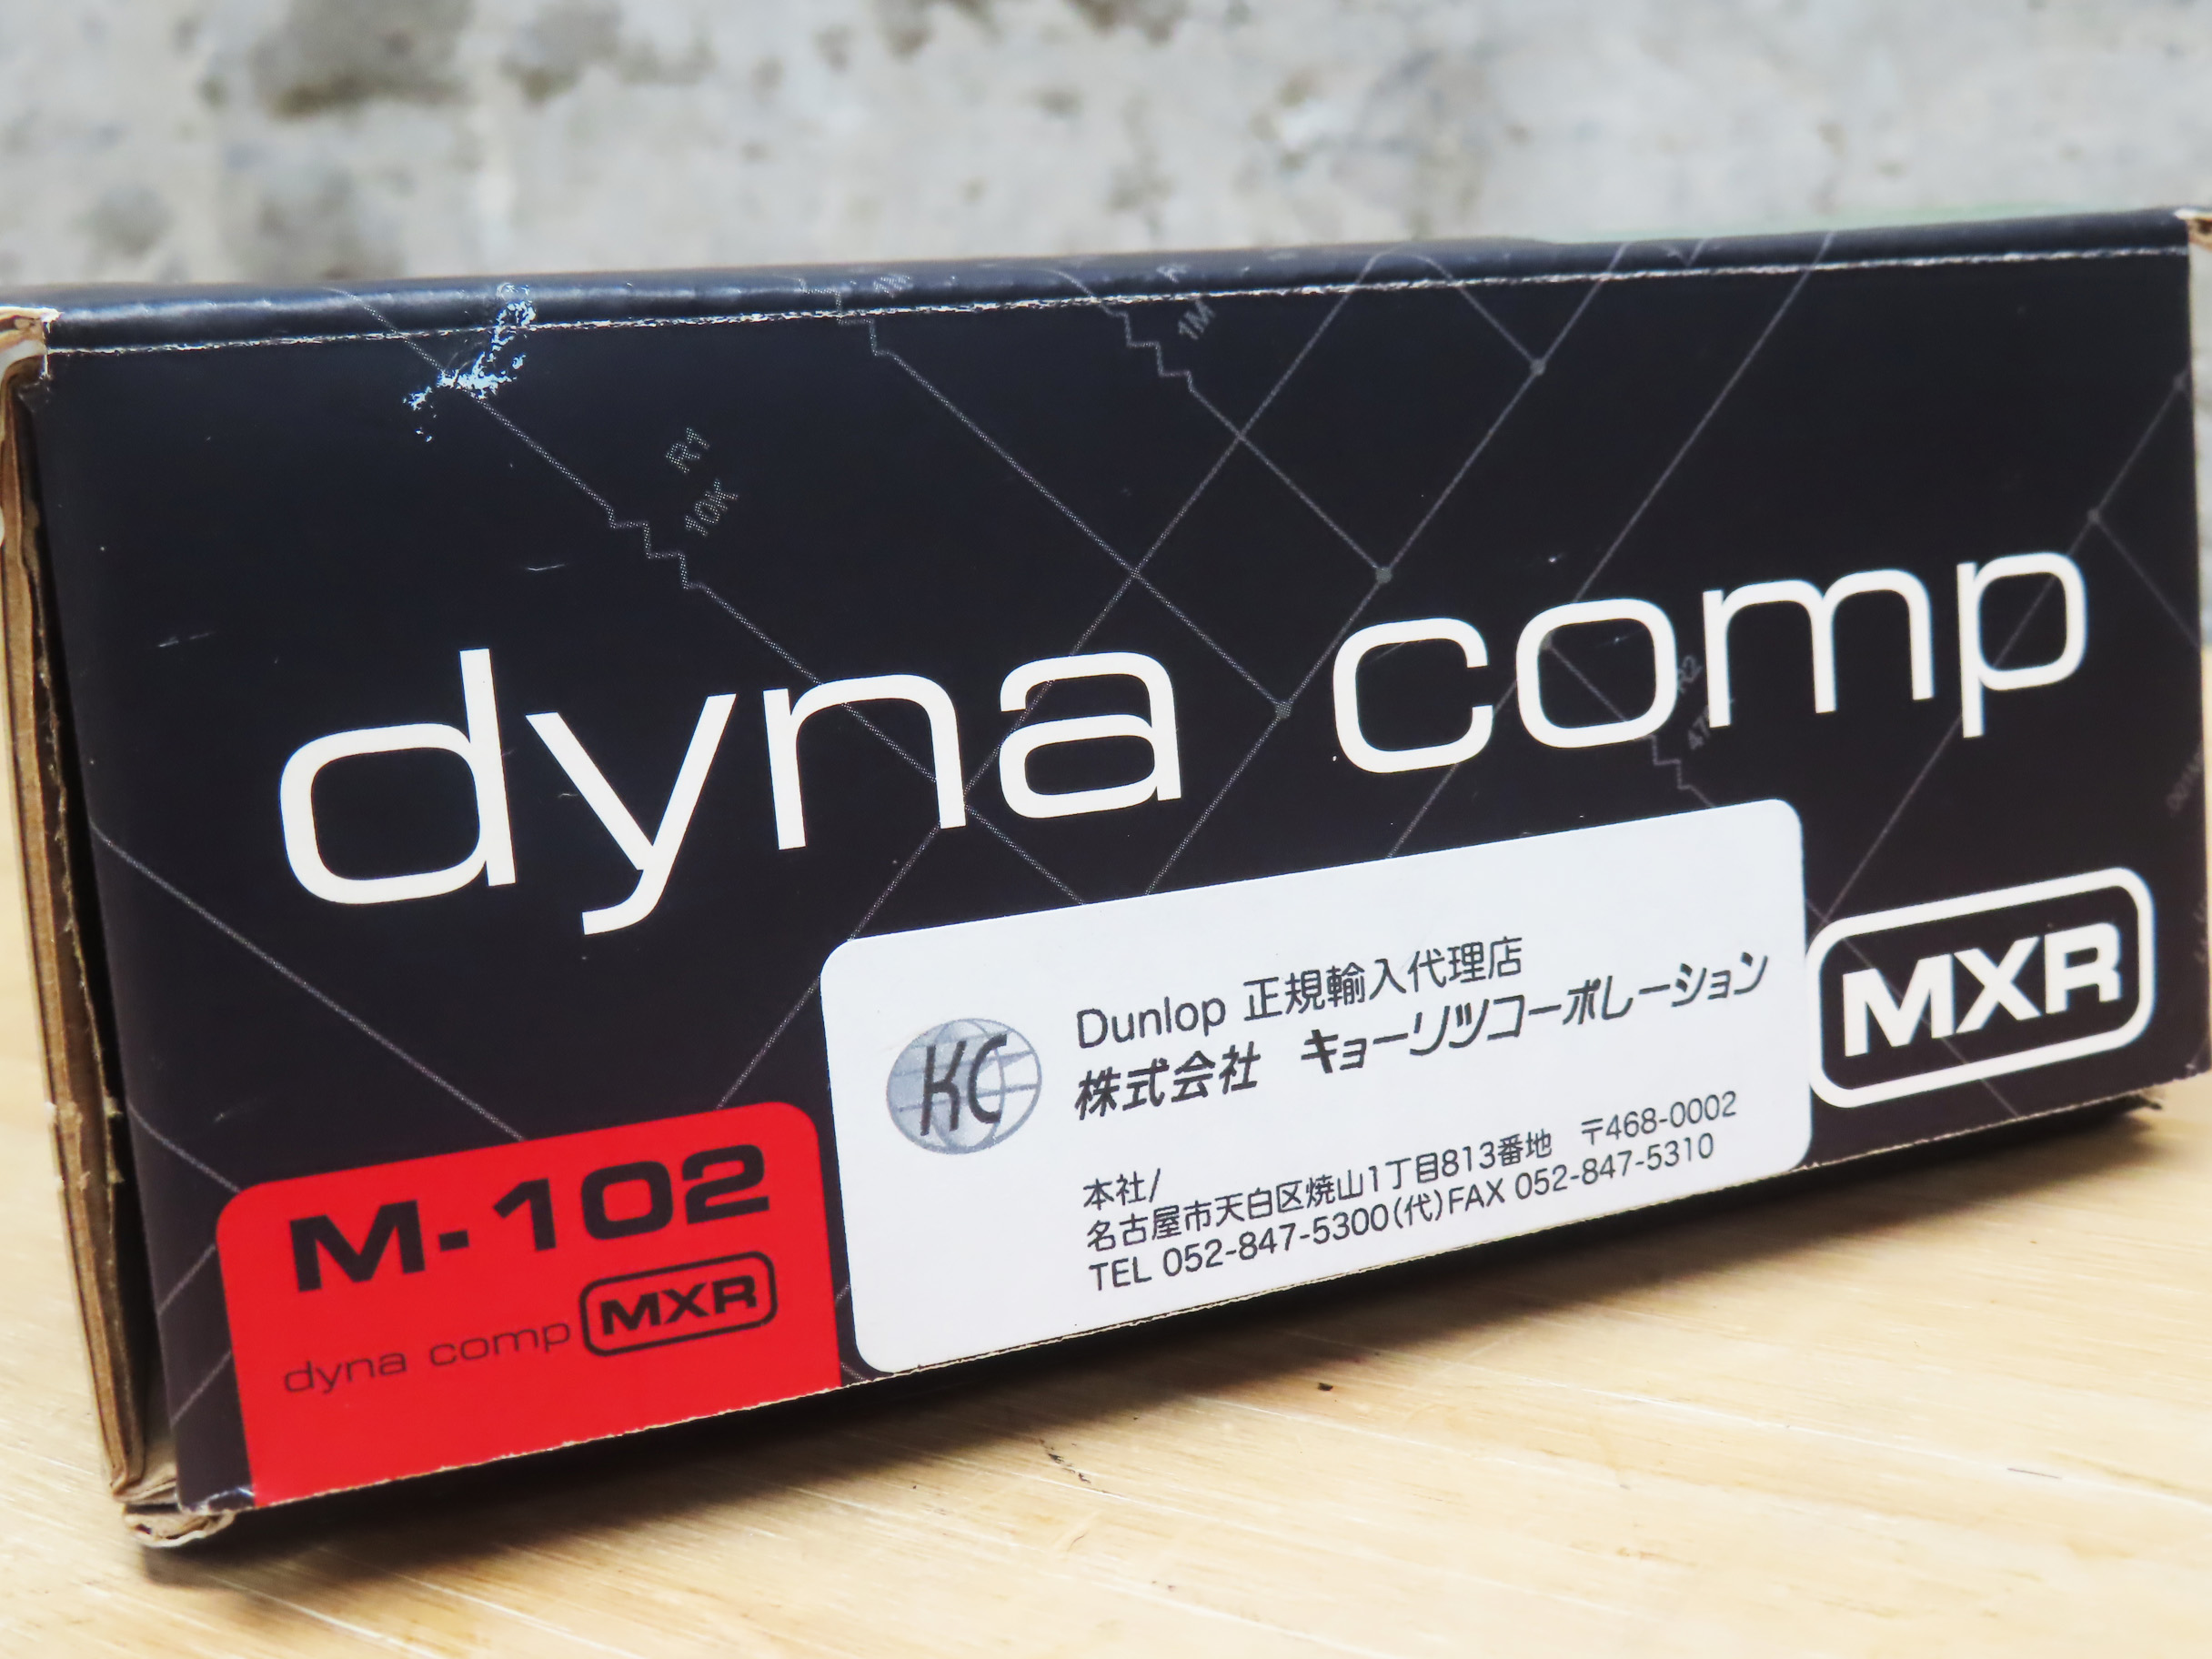 1M
R1
10K
dyna comp
R2
MXR
Dunlop 正規輸入代理店
株式会社 キョーリツコーポレーション
KC
本社/
名古屋市天白区焼山1丁目813番地 〒468-0002
TEL 052-847-5300(代)FAX 052-847-5310
M-102
dyna comp MXR